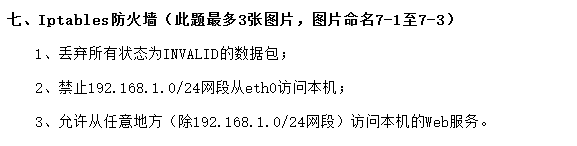 七、Iptables防火墙（此题最多3张图片，图片命名7-1至7-3）
1、丢弃所有状态为INVALID的数据包；
2、禁止192.168.1.0/24网段从eth0访问本机；
3、允许从任意地方（除192.168.1.0/24网段）访问本机的Web服务。